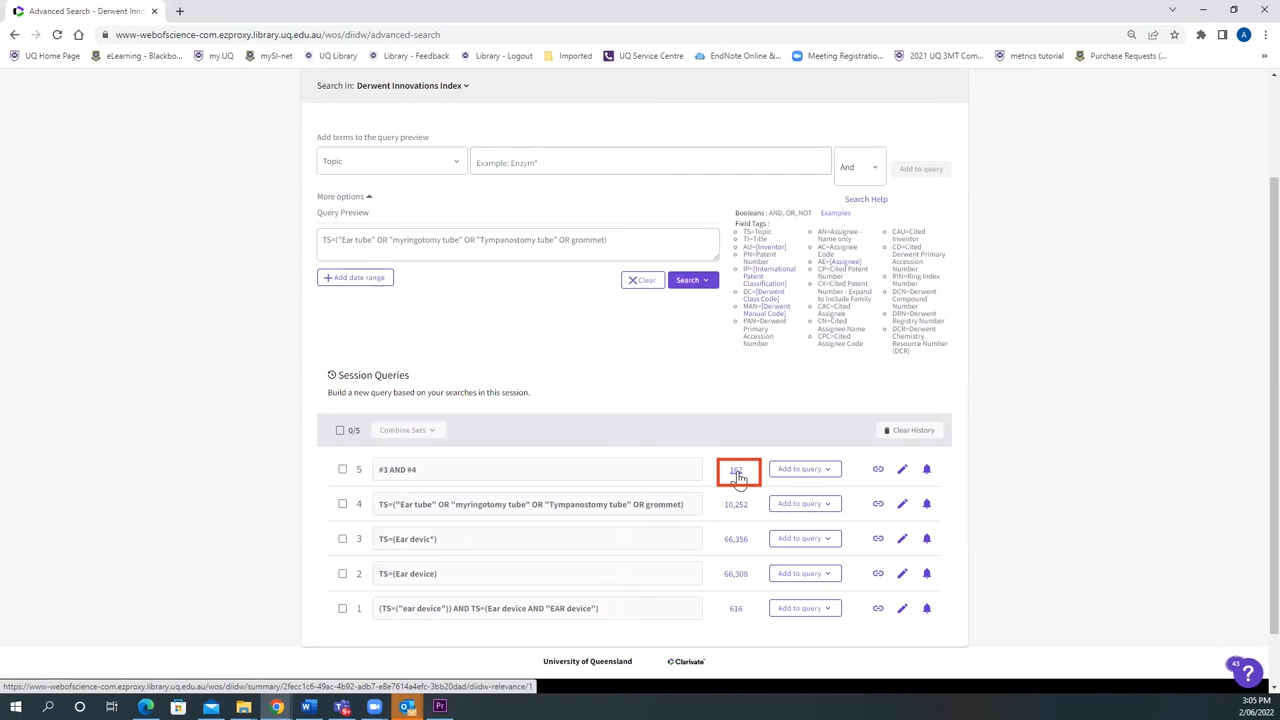 Advanced Search - Derwent Innov
www-webofscience-com.ezproxy.library.uq.edu.au/wos/diidw/advanced-search
A
UQ Home Page
eLearning - Blackbo...
my.UQ
mySI-net
UQ Library
Library - Feedback
Library - Logout
Imported
UQ Service Centre
EndNote Online &...
Meeting Registratio...
2021 UQ 3MT Com...
metrics tutorial
Purchase Requests (...
Search in: Derwent Innovations Index
Add terms to the query preview
Topic
Example: Enzym*
And
Add to query
More options
Search Help
Query Preview
Booleans : AND, OR, NOT Examples
Field Tags :
TS=Topic
TI=Title
AU=[Inventor]
PN=Patent
Number
IP=[International
Patent
Classification]
DC=[Derwent
Class Code]
MAN=[Derwent
Manual Code]
PAN=Derwent
Primary
Accession
Number
AN=Assignee -
Name only
AC=Assignee
Code
AE=[Assignee]
CP=Cited Patent
Number
CX=Cited Patent
Number - Expand
to Include Family
CAC=Cited
Assignee
CN=Cited
Assignee Name
CPC=Cited
Assignee Code
CAU=Cited
Inventor
CD=Cited
Derwent Primary
Accession
Number
RIN=Ring Index
Number
DCN=Derwent
Compound
Number
DRN=Derwent
Registry Number
DCR=Derwent
Chemistry
Resource Number
(DCR)
TS=("Ear tube" OR "myringotomy tube" OR "Tympanostomy tube" OR grommet)
Add date range
Clear
Search
Session Queries
Build a new query based on your searches in this session.
0/5
Combine Sets
Clear History
5 #3 AND #4 162 Add to query
4 TS=("Ear tube" OR "myringotomy tube" OR "Tympanostomy tube" OR grommet) 10,252 Add to query
3 TS=(Ear devic*) 66,356 Add to query
2 TS=(Ear device) 66,308 Add to query
1 (TS=("ear device")) AND TS=(Ear device AND "EAR device") 616 Add to query
University of Queensland
Clarivate
43
?
https://www-webofscience-com.ezproxy.library.uq.edu.au/wos/diidw/summary/2fecc1c6-49ac-4b92-adb7-e8e7614a4efc-3bb20dad/diidw-relevance/1
3:05 PM
2/06/2022